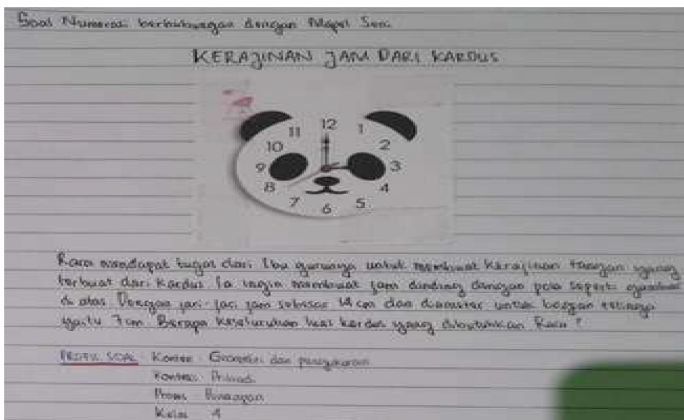 Soal Numerasi berhubungan dengan Mapel Seni
KERAJINAN JAM DARI KARDUS
12
11 1
10 2
9 3
8 4
7 6 5
Rara mendapat tugas dari Ibu gurunya untuk membuat kerajinan tangan yang
terbuat dari kardus. Ia ingin membuat jam dinding dengan pola seperti gambar
di atas. Dengan jari-jari jam sebesar 14 cm dan diameter untuk bagian telinga
yaitu 7 cm. Berapa keseluruhan luas kardus yang dibutuhkan Rara?
PROFIL SOAL Konten : Geometri dan pengukuran
Konteks : Pribadi
Proses : Penerapan
Kelas : 4